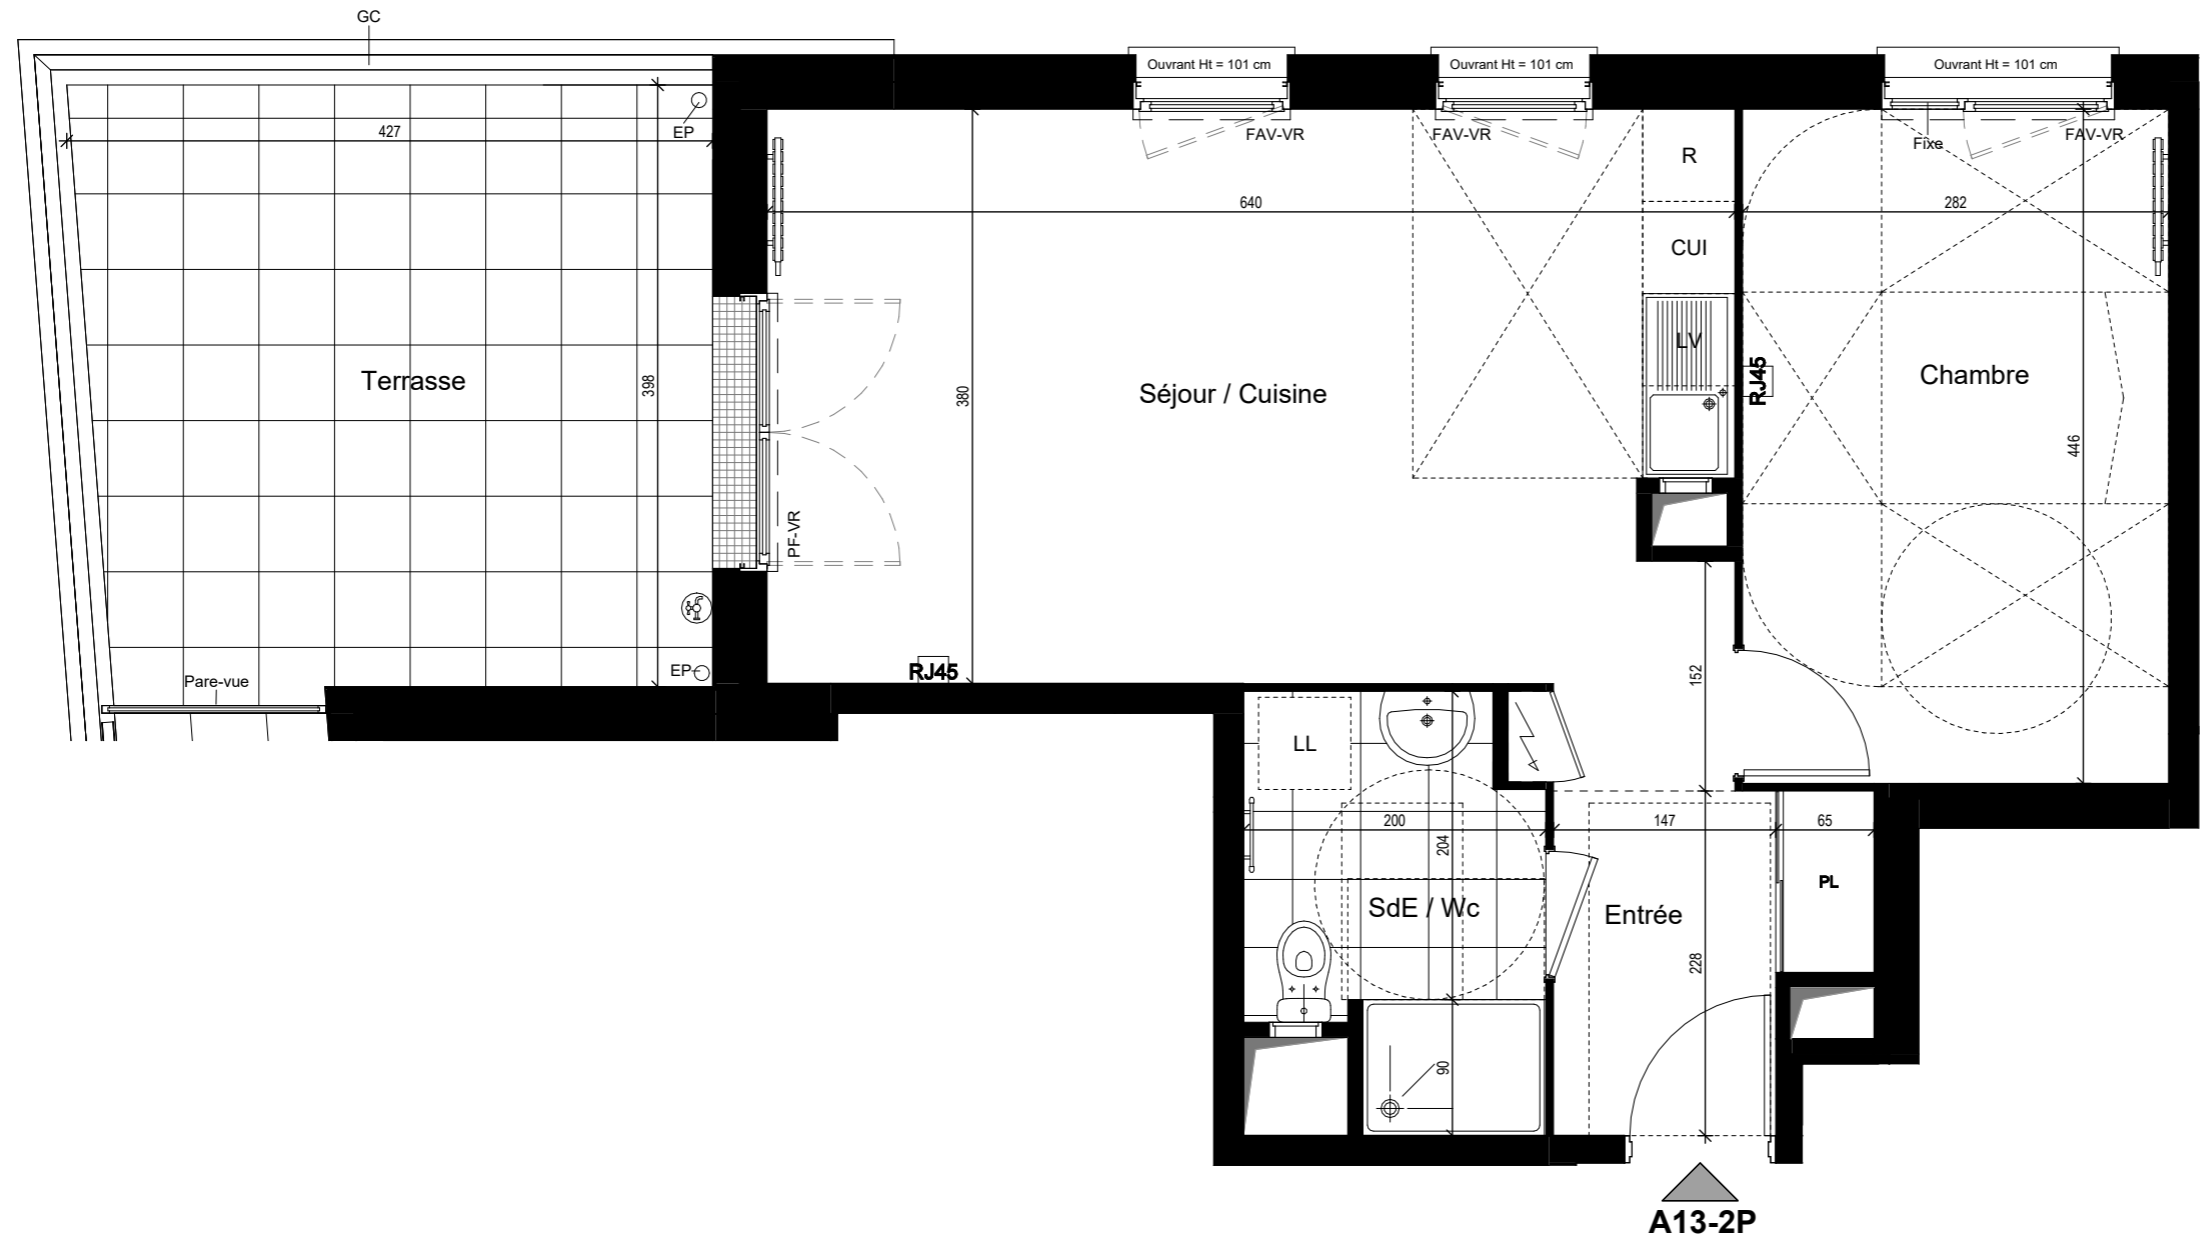 GC
Ouvrant Ht = 101 cm
Ouvrant Ht = 101 cm
Ouvrant Ht = 101 cm
427
EP
FAV-VR
FAV-VR
Fixe
FAV-VR
R
640
282
CUI
LV
RJ45
Terrasse
398
380
Séjour / Cuisine
Chambre
446
PF-VR
EP
RJ45
Pare-vue
152
LL
200
204
147
65
PL
SdE / Wc
Entrée
228
90
A13-2P